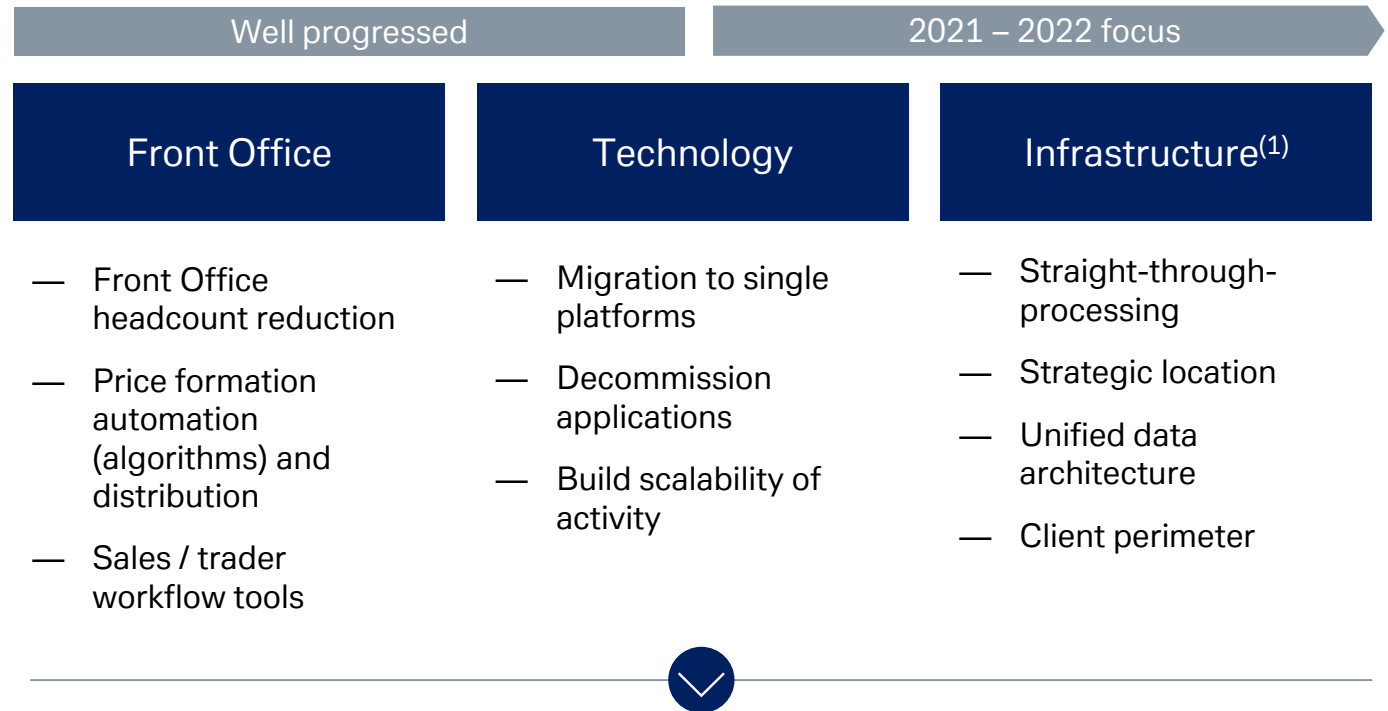 Well progressed
2021 – 2022 focus
Front Office
Technology
Infrastructure(1)
— Front Office
headcount reduction
— Price formation
automation
(algorithms) and
distribution
— Sales / trader
workflow tools
— Migration to single
platforms
— Decommission
applications
— Build scalability of
activity
— Straight-through-
processing
— Strategic location
— Unified data
architecture
— Client perimeter